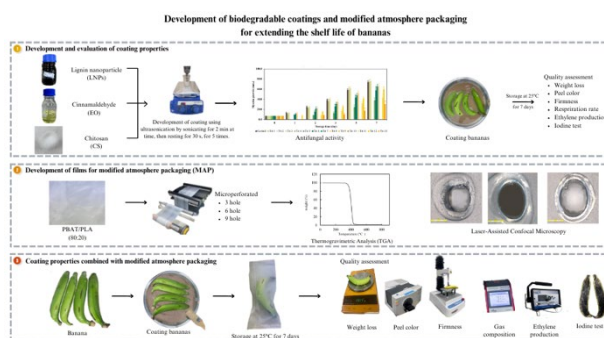 Development of biodegradable coatings and modified atmosphere packaging
for extending the shelf life of bananas
1 Development and evaluation of coating properties
Lignin nanoparticle
(LNPs)
Cinnamaldehyde
(EO)
Chitosan
(CS)
Development of coating using
ultrasonication by sonicating for 2 min at
time, then resting for 30 s, for 5 times
Antifungal activity
Coating bananas
Storage at 25°C
for 7 days
Quality assessment
• Weight loss
• Peel color
• Firmness
• Respiration rate
• Ethylene production
• Iodine test
2 Development of films for modified atmosphere packaging (MAP)
PBAT/PLA
(80:20)
Microperforated
• 3 hole
• 6 hole
• 9 hole
Thermogravimetric Analysis (TGA)
Laser-Assisted Confocal Microscopy
3 Coating properties combined with modified atmosphere packaging
Banana
Coating bananas
Storage at 25°C for 7 days
Quality assessment
Weight loss
Peel color
Firmness
Gas
composition
Ethylene
production
Iodine test